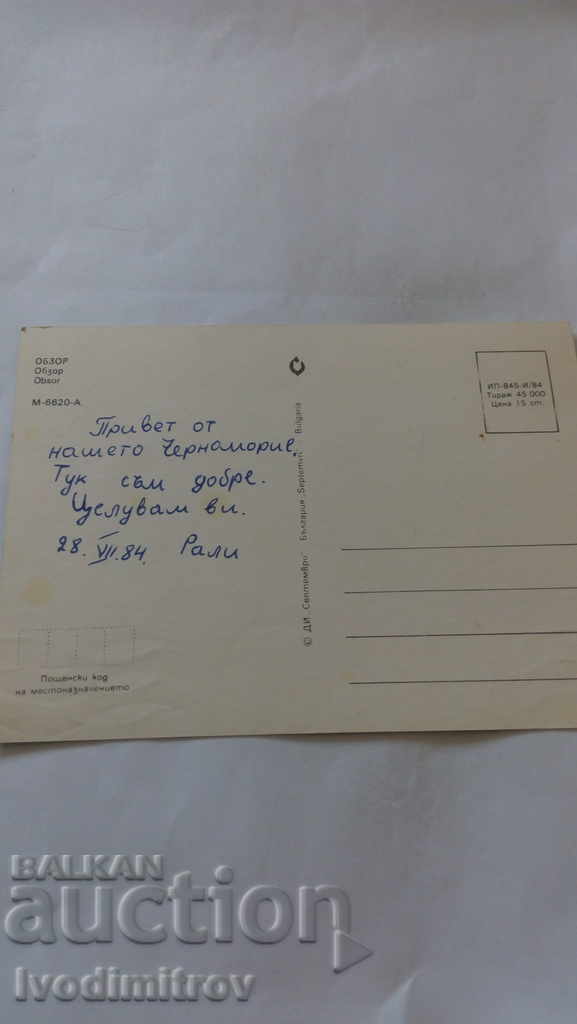 ОБЗОР
Обзор
Obsor
М-6620-А
Привет от
нашето Черноморие.
Тук съм добре.
Целувам ви.
28. VII. 84. Рали
Пощенски код
на местоназначението
© ДИ „Септември" България „Septemvri" Bulgaria
ИП-845-И/84
Тираж 45 000
Цена 15 ст.
BALKAN
auction
Ivodimitrov